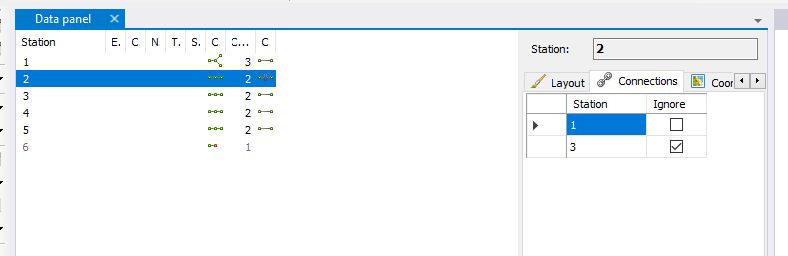 Data panel
Station E. C N T. S. C C... C
1 3
2 2
3 2
4 2
5 2
6 1
Station: 2
Layout Connections Coor
Station Ignore
1
3